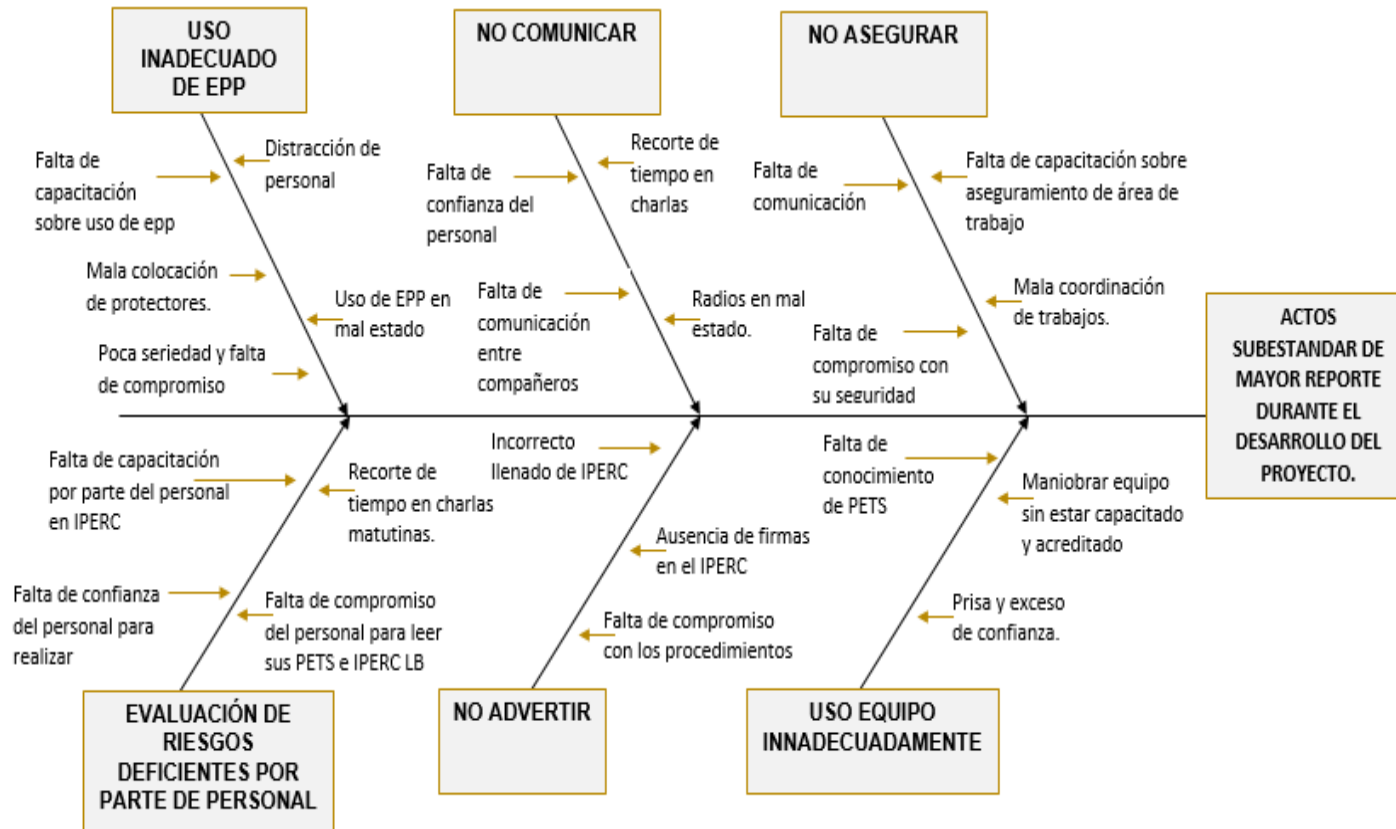 USO
INADECUADO
DE EPP
NO COMUNICAR
NO ASEGURAR
Falta de
capacitación
sobre uso de epp
Distracción de
personal
Mala colocación
de protectores.
Uso de EPP en
mal estado
Poca seriedad y falta
de compromiso
Falta de
confianza del
personal
Recorte de
tiempo en
charlas
Falta de
comunicación
entre
compañeros
Radios en mal
estado.
Falta de
comunicación
Falta de capacitación sobre
aseguramiento de área de
trabajo
Mala coordinación
de trabajos.
Falta de
compromiso con
su seguridad
ACTOS
SUBESTANDAR DE
MAYOR REPORTE
DURANTE EL
DESARROLLO DEL
PROYECTO.
Falta de capacitación
por parte del personal
en IPERC
Recorte de
tiempo en charlas
matutinas.
Falta de confianza
del personal para
realizar
Falta de compromiso
del personal para leer
sus PETS e IPERC LB
Incorrecto
llenado de IPERC
Ausencia de firmas
en el IPERC
Falta de compromiso
con los procedimientos
Falta de
conocimiento
de PETS
Maniobrar equipo
sin estar capacitado
y acreditado
Prisa y exceso
de confianza.
EVALUACIÓN DE
RIESGOS
DEFICIENTES POR
PARTE DE PERSONAL
NO ADVERTIR
USO EQUIPO
INNADECUADAMENTE